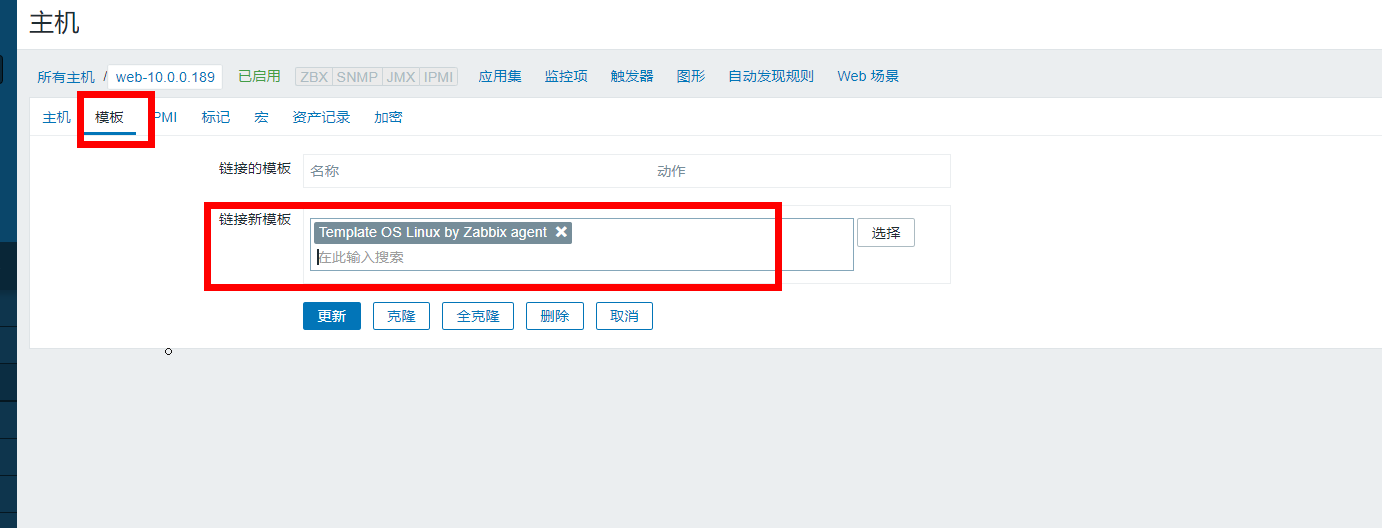 主机
所有主机 / web-10.0.0.189 已启用 ZBX SNMP JMX IPMI 应用集 监控项 触发器 图形 自动发现规则 Web 场景
主机 模板 PMI 标记 宏 资产记录 加密
链接的模板 名称 动作
链接新模板 Template OS Linux by Zabbix agent 选择
在此输入搜索
更新 克隆 全克隆 删除 取消